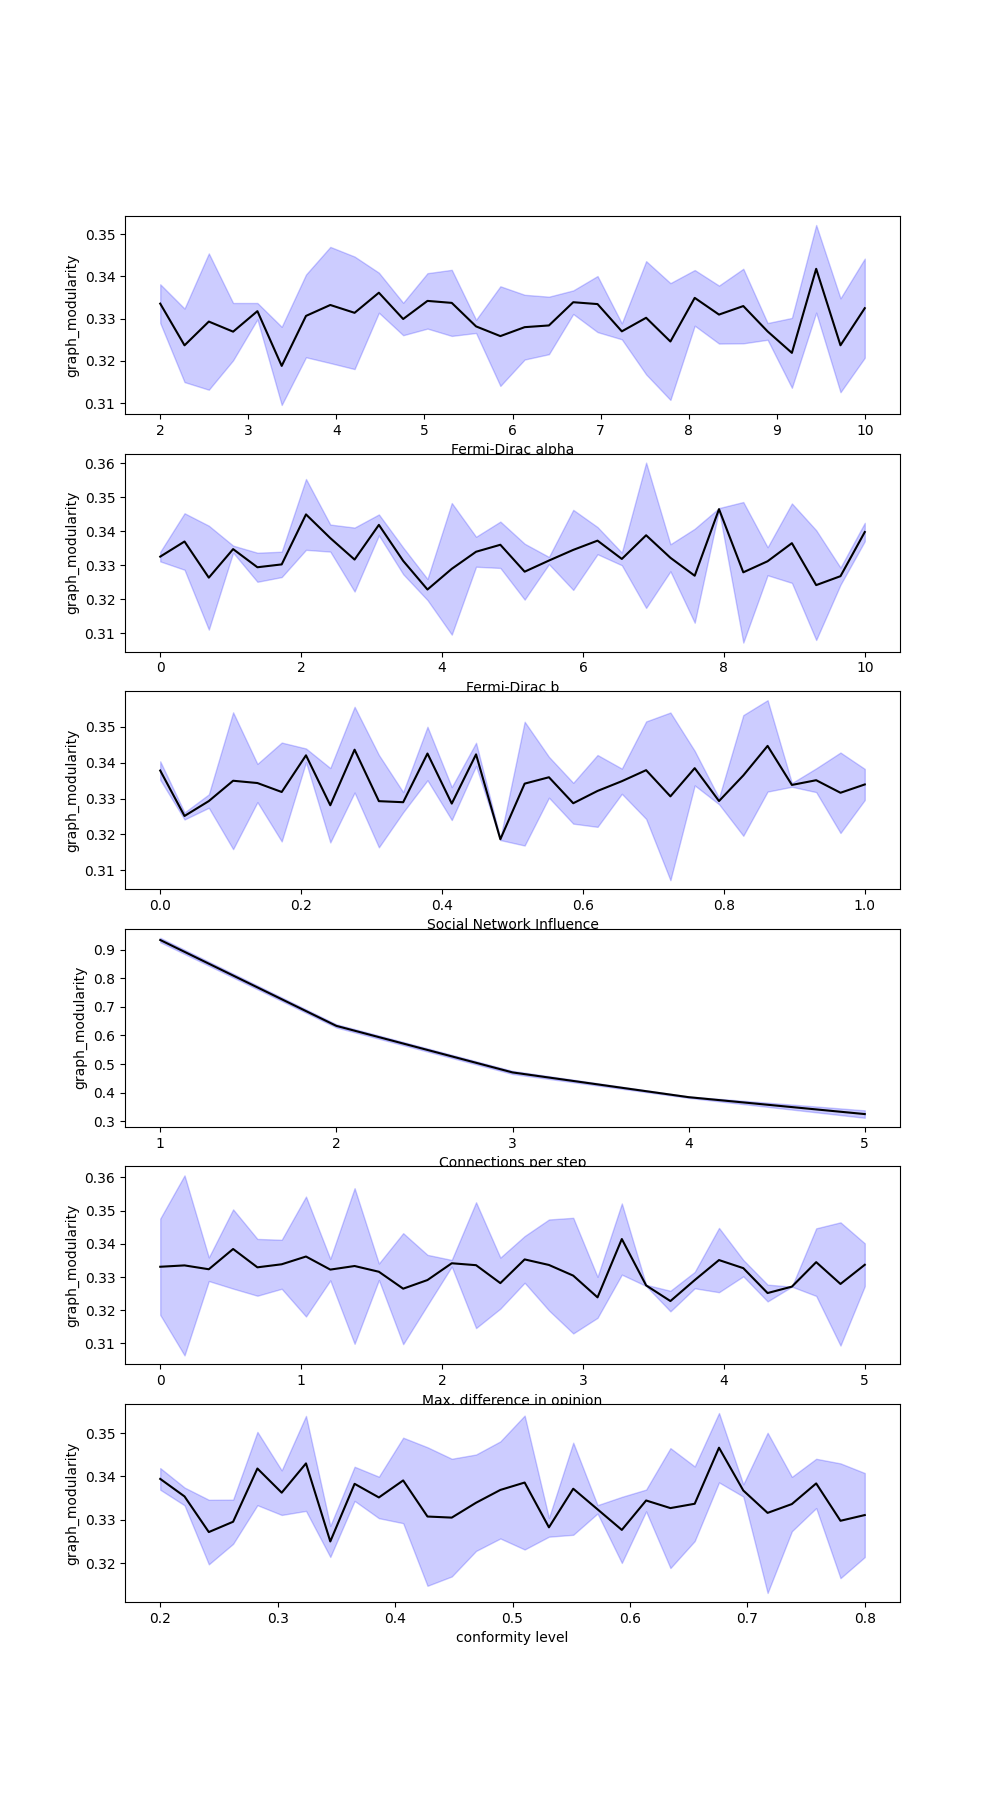 graph_modularity
0.35
0.34
0.33
0.32
0.31
2 3 4 5 6 7 8 9 10
Fermi-Dirac alpha
graph_modularity
0.36
0.35
0.34
0.33
0.32
0.31
0 2 4 6 8 10
Fermi-Dirac b
graph_modularity
0.35
0.34
0.33
0.32
0.31
0.0 0.2 0.4 0.6 0.8 1.0
Social Network Influence
graph_modularity
0.9
0.8
0.7
0.6
0.5
0.4
0.3
1 2 3 4 5
Connections per step
graph_modularity
0.36
0.35
0.34
0.33
0.32
0.31
0 1 2 3 4 5
Max. difference in opinion
graph_modularity
0.35
0.34
0.33
0.32
0.2 0.3 0.4 0.5 0.6 0.7 0.8
conformity level